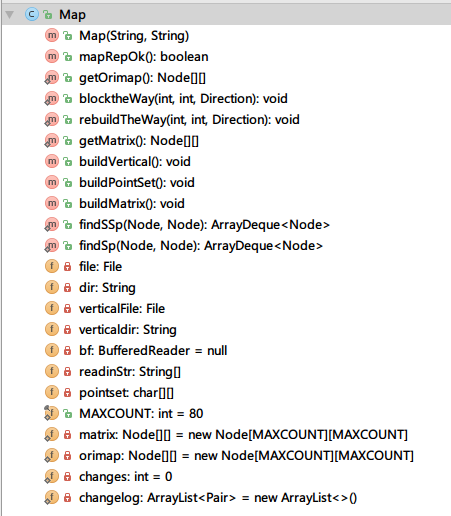 C Map
m Map(String, String)
m mapRepOk(): boolean
m getOrimap(): Node[][]
m blocktheWay(int, int, Direction): void
m rebuildTheWay(int, int, Direction): void
m getMatrix(): Node[][]
m buildVertical(): void
m buildPointSet(): void
m buildMatrix(): void
m findSSp(Node, Node): ArrayDeque<Node>
m findSp(Node, Node): ArrayDeque<Node>
f file: File
f dir: String
f verticalFile: File
f verticaldir: String
f bf: BufferedReader = null
f readinStr: String[]
f pointset: char[][]
f MAXCOUNT: int = 80
f matrix: Node[][] = new Node[MAXCOUNT][MAXCOUNT]
f orimap: Node[][] = new Node[MAXCOUNT][MAXCOUNT]
f changes: int = 0
f changelog: ArrayList<Pair> = new ArrayList<>()